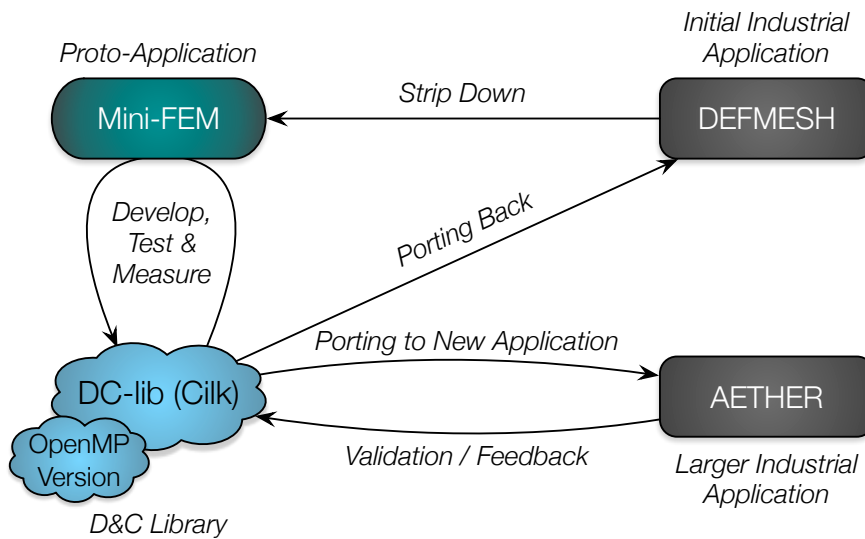 Proto-Application
Mini-FEM
Initial Industrial
Application
DEFMESH
Strip Down
Develop,
Test &
Measure
Porting Back
Porting to New Application
DC-lib (Cilk)
OpenMP
Version
D&C Library
AETHER
Validation / Feedback
Larger Industrial
Application